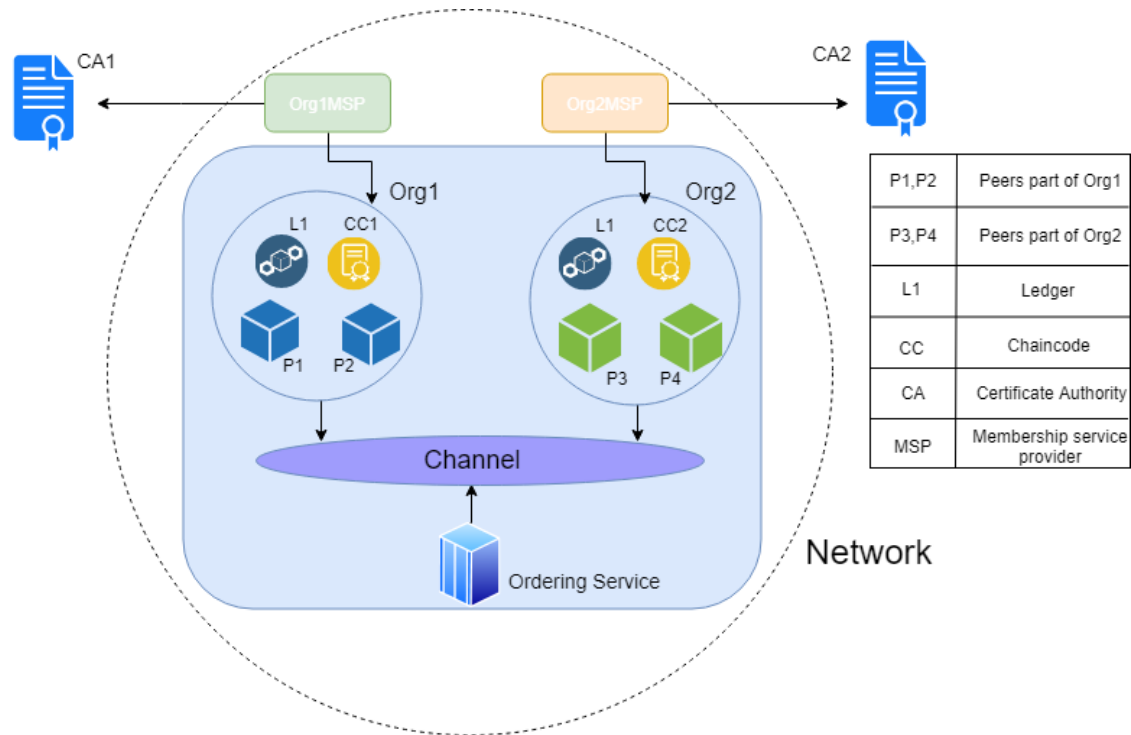 CA1
CA2
Org1MSP
Org2MSP
Org1
Org2
L1
CC1
L1
CC2
P1
P2
P3
P4
Channel
Ordering Service
Network
P1,P2 Peers part of Org1
P3,P4 Peers part of Org2
L1 Ledger
CC Chaincode
CA Certificate Authority
MSP Membership service
provider